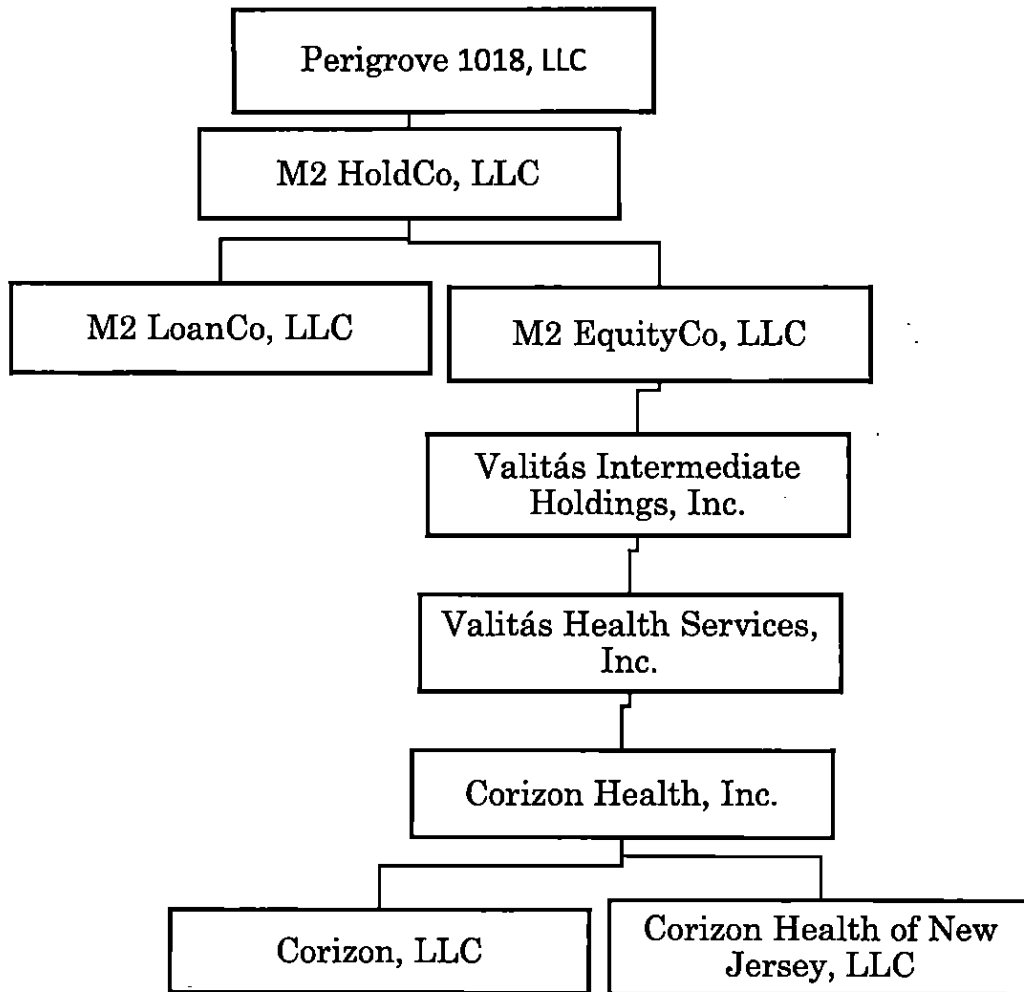 Perigrove 1018, LLC
M2 HoldCo, LLC
M2 LoanCo, LLC
M2 EquityCo, LLC
Valitás Intermediate
Holdings, Inc.
Valitás Health Services,
Inc.
Corizon Health, Inc.
Corizon, LLC
Corizon Health of New
Jersey, LLC